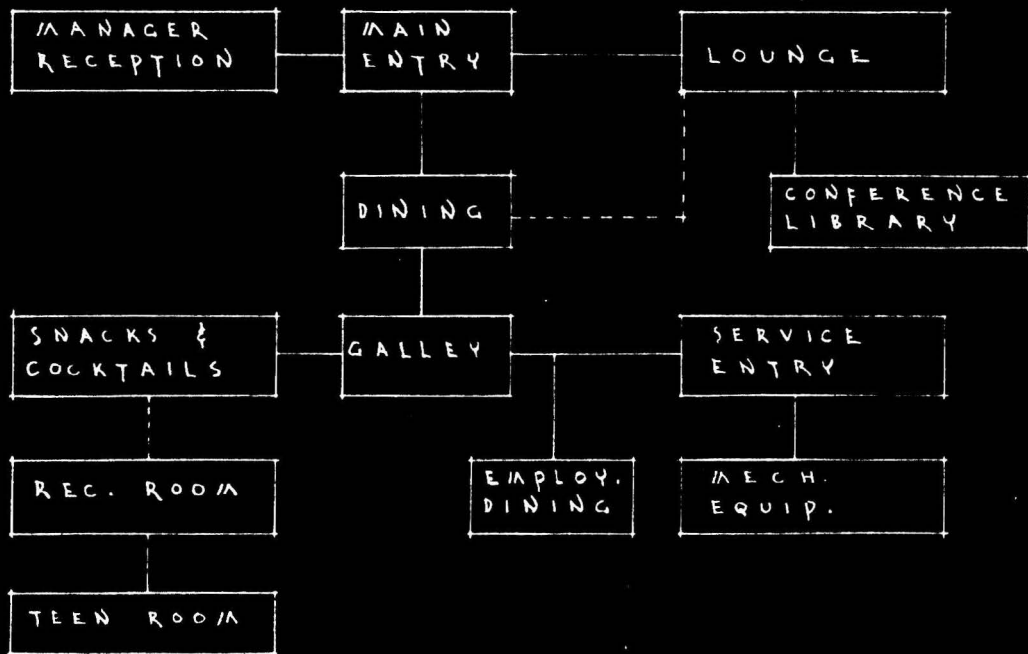 MANAGER
RECEPTION
MAIN
ENTRY
LOUNGE
DINING
CONFERENCE
LIBRARY
SNACKS &
COCKTAILS
GALLEY
SERVICE
ENTRY
REC. ROOM
EMPLOY.
DINING
MECH.
EQUIP.
TEEN ROOM